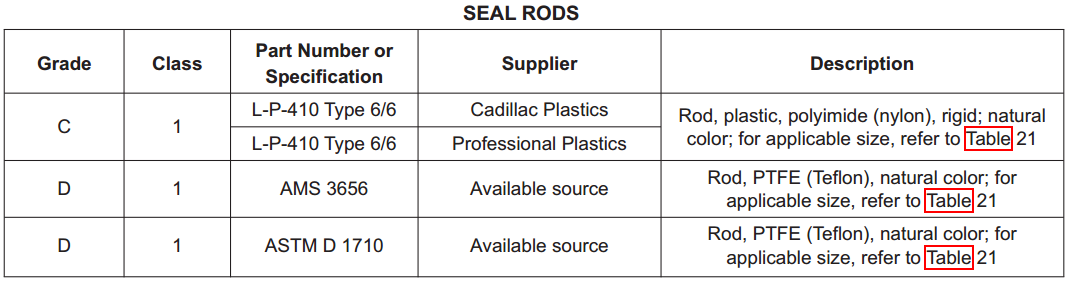 SEAL RODS
Grade Class Part Number or Specification Supplier Description
C 1 L-P-410 Type 6/6 Cadillac Plastics Rod, plastic, polyimide (nylon), rigid; natural color; for applicable size, refer to Table 21
L-P-410 Type 6/6 Professional Plastics
D 1 AMS 3656 Available source Rod, PTFE (Teflon), natural color; for applicable size, refer to Table 21
D 1 ASTM D 1710 Available source Rod, PTFE (Teflon), natural color; for applicable size, refer to Table 21